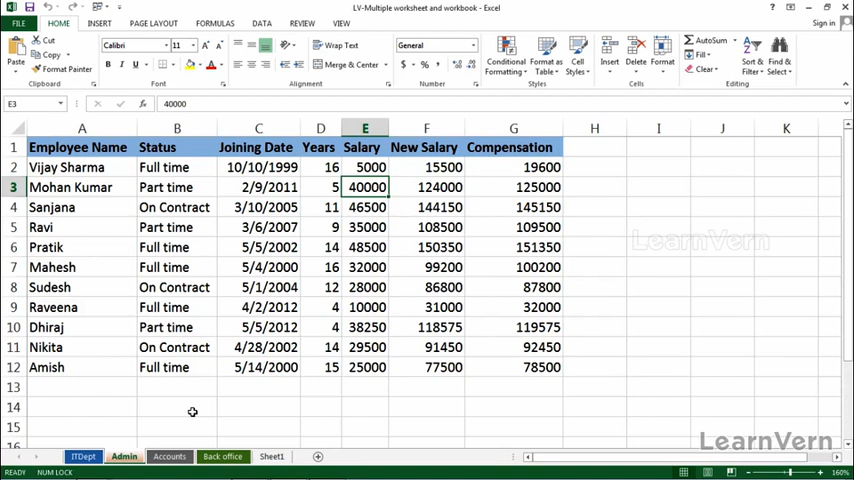 LV-Multiple worksheet and workbook - Excel
FILE HOME INSERT PAGE LAYOUT FORMULAS DATA REVIEW VIEW Sign in
Paste Cut Copy Format Painter Clipboard
Calibri 11 B I U Font
Wrap Text Merge & Center Alignment
General $ % , Number
Conditional Formatting Format as Table Cell Styles Styles
Insert Delete Format Cells
AutoSum Fill Clear Sort & Filter Find & Select Editing
E3 40000
A B C D E F G H I J K
1 Employee Name Status Joining Date Years Salary New Salary Compensation
2 Vijay Sharma Full time 10/10/1999 16 5000 15500 19600
3 Mohan Kumar Part time 2/9/2011 5 40000 124000 125000
4 Sanjana On Contract 3/10/2005 11 46500 144150 145150
5 Ravi Part time 3/6/2007 9 35000 108500 109500
6 Pratik Full time 5/5/2002 14 48500 150350 151350
7 Mahesh Full time 5/4/2000 16 32000 99200 100200
8 Sudesh On Contract 5/1/2004 12 28000 86800 87800
9 Raveena Full time 4/2/2012 4 10000 31000 32000
10 Dhiraj Part time 5/5/2012 4 38250 118575 119575
11 Nikita On Contract 4/28/2002 14 29500 91450 92450
12 Amish Full time 5/14/2000 15 25000 77500 78500
13
14
15
16
LearnVern
LearnVern
ITDept Admin Accounts Back office Sheet1
READY NUM LOCK 160%